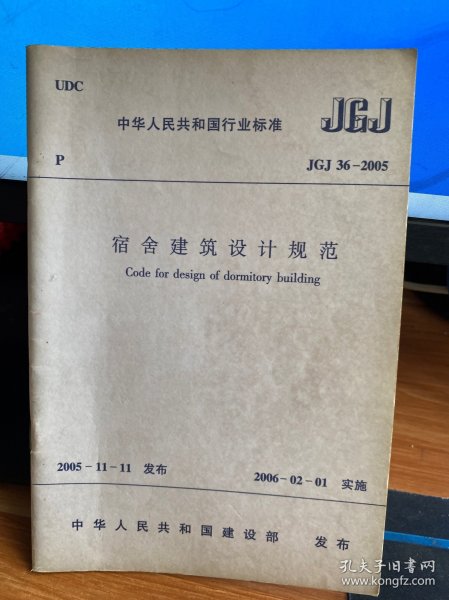 UDC
中华人民共和国行业标准 JGJ
P JGJ 36-2005
宿舍建筑设计规范
Code for design of dormitory building
2005-11-11 发布 2006-02-01 实施
中华人民共和国建设部 发布
孔夫子旧书网
www.kongfz.com